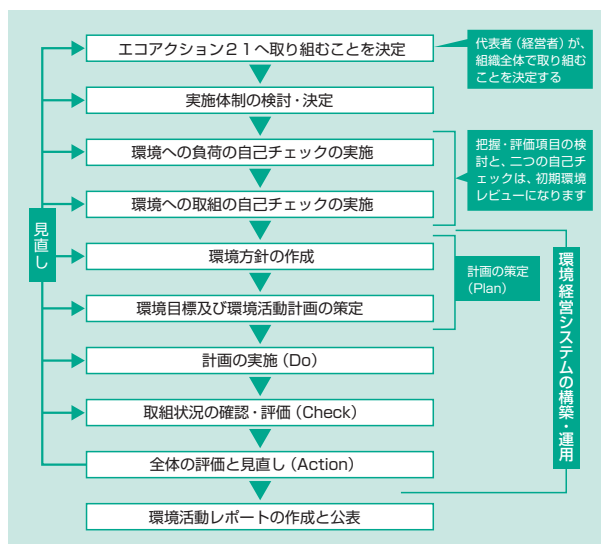 エコアクション２１へ取り組むことを決定
代表者（経営者）が、
組織全体で取り組む
ことを決定する
実施体制の検討・決定
環境への負荷の自己チェックの実施
把握・評価項目の検
討と、二つの自己チ
ェックは、初期環境
レビューになります
環境への取組の自己チェックの実施
見直し
環境方針の作成
計画の策定
（Plan）
環境経営システムの構築・運用
環境目標及び環境活動計画の策定
計画の実施（Do）
取組状況の確認・評価（Check）
全体の評価と見直し（Action）
環境活動レポートの作成と公表